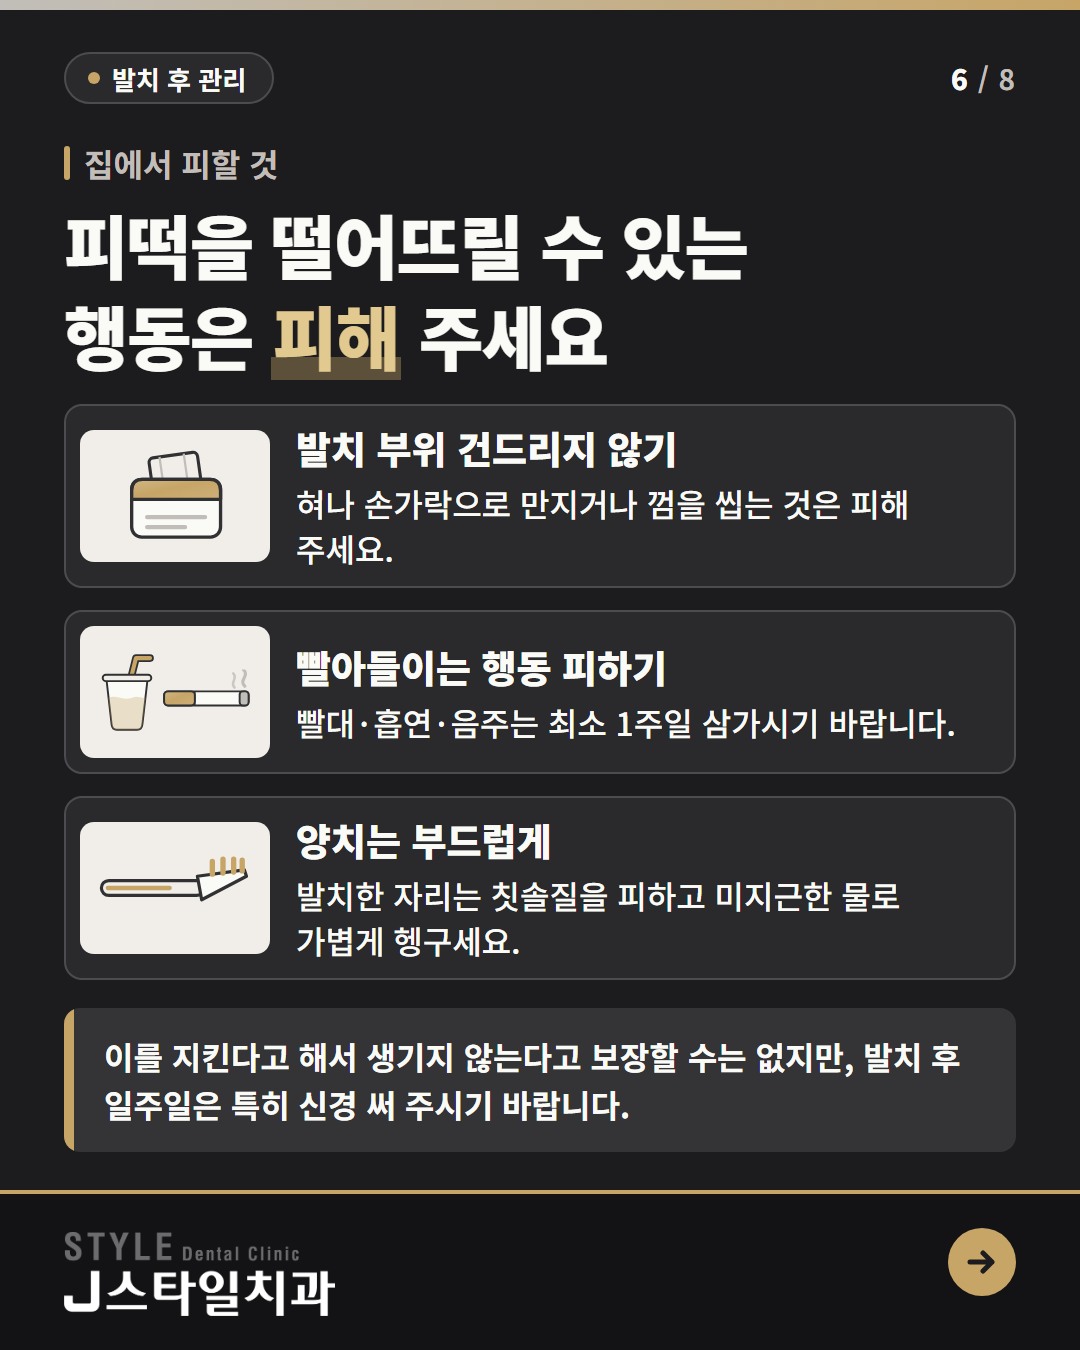 발치 후 관리
6 / 8
집에서 피할 것
피떡을 떨어뜨릴 수 있는
행동은 피해 주세요
발치 부위 건드리지 않기
혀나 손가락으로 만지거나 껌을 씹는 것은 피해
주세요.
빨아들이는 행동 피하기
빨대·흡연·음주는 최소 1주일 삼가시기 바랍니다.
양치는 부드럽게
발치한 자리는 칫솔질을 피하고 미지근한 물로
가볍게 헹구세요.
이를 지킨다고 해서 생기지 않는다고 보장할 수는 없지만, 발치 후
일주일은 특히 신경 써 주시기 바랍니다.
STYLE Dental Clinic
J스타일치과